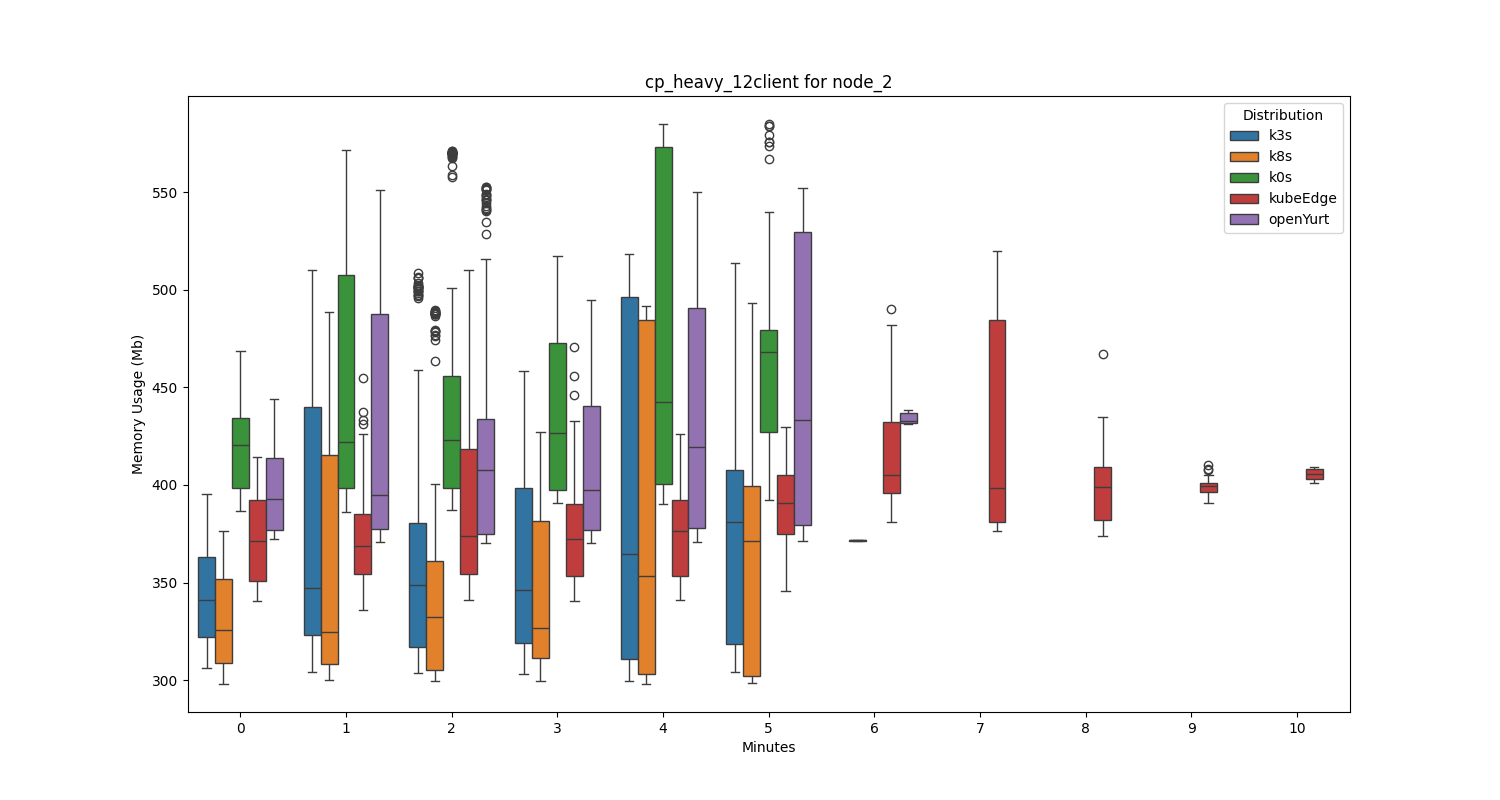 cp_heavy_12client for node_2
Distribution
k3s
k8s
k0s
kubeEdge
openYurt
Memory Usage (Mb)
550
500
450
400
350
300
0 1 2 3 4 5 6 7 8 9 10
Minutes